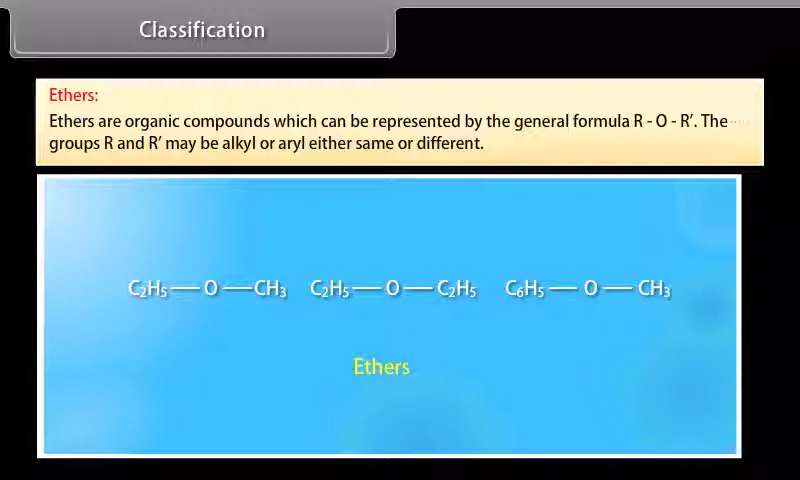 Classification
Ethers:
Ethers are organic compounds which can be represented by the general formula R - O - R′. The
groups R and R′ may be alkyl or aryl either same or different.
C₂H₅ — O — CH₃ C₂H₅ — O — C₂H₅ C₆H₅ — O — CH₃
Ethers